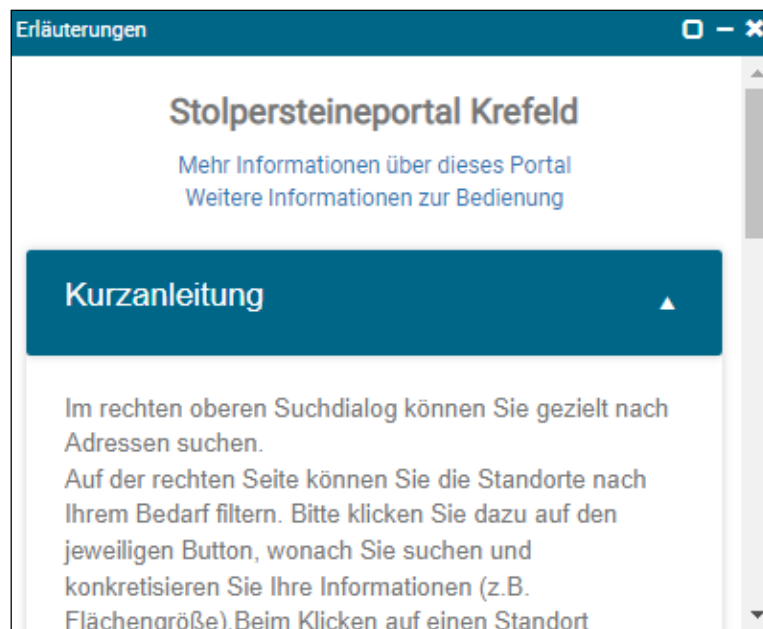 Erläuterungen
Stolpersteineportal Krefeld
Mehr Informationen über dieses Portal
Weitere Informationen zur Bedienung
Kurzanleitung
Im rechten oberen Suchdialog können Sie gezielt nach
Adressen suchen.
Auf der rechten Seite können Sie die Standorte nach
Ihrem Bedarf filtern. Bitte klicken Sie dazu auf den
jeweiligen Button, wonach Sie suchen und
konkretisieren Sie Ihre Informationen (z.B.
Flächengröße).Beim Klicken auf einen Standort